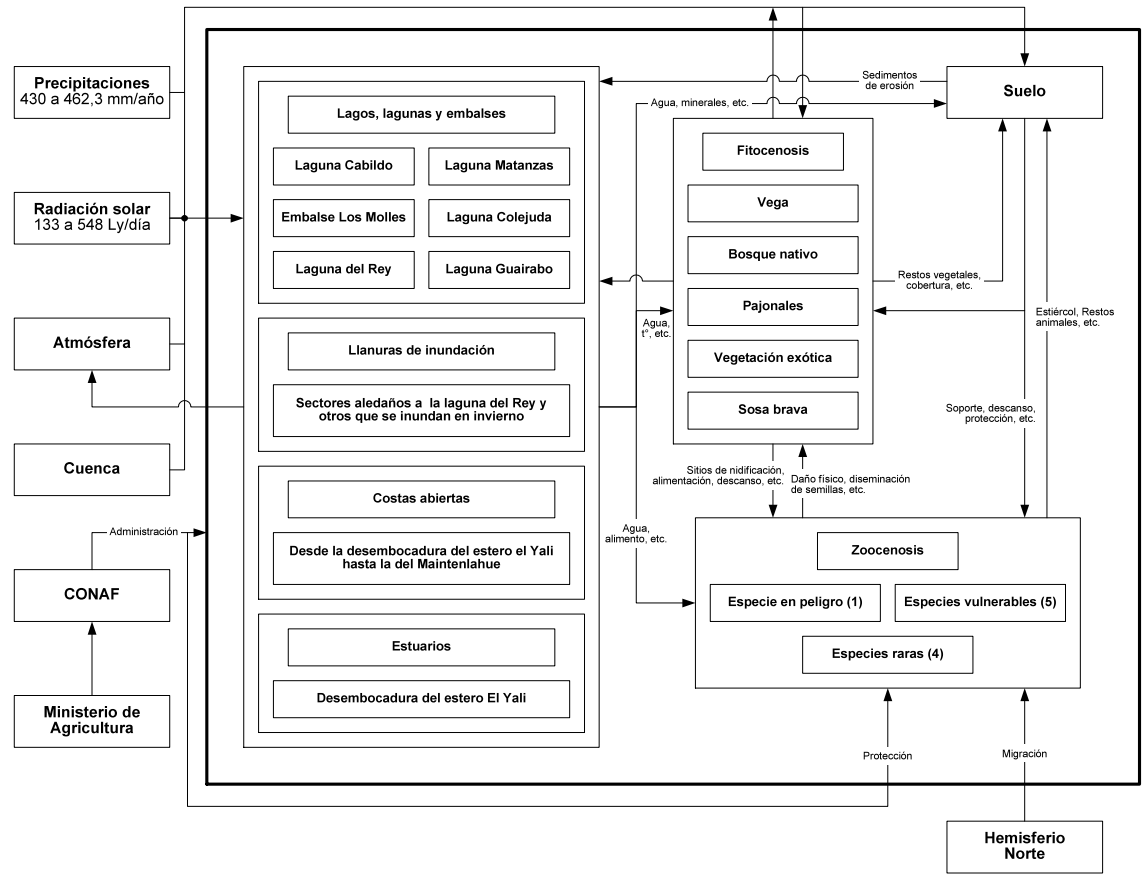 Precipitaciones
430 a 462,3 mm/año
Radiación solar
133 a 548 Ly/día
Atmósfera
Cuenca
Administración
CONAF
Ministerio de
Agricultura
Lagos, lagunas y embalses
Laguna Cabildo
Laguna Matanzas
Embalse Los Molles
Laguna Colejuda
Laguna del Rey
Laguna Guairabo
Llanuras de inundación
Sectores aledaños a  la laguna del Rey y
otros que se inundan en invierno
Costas abiertas
Desde la desembocadura del estero el Yali
hasta la del Maintenlahue
Estuarios
Desembocadura del estero El Yali
Sedimentos
de erosión
Suelo
Agua, minerales, etc.
Fitocenosis
Vega
Bosque nativo
Pajonales
Vegetación exótica
Sosa brava
Restos vegetales,
cobertura, etc.
Agua,
t°, etc.
Estiércol, Restos
animales, etc.
Soporte, descanso,
protección, etc.
Sitios de nidificación,
alimentación, descanso, etc.
Daño físico, diseminación
de semillas, etc.
Agua,
alimento, etc.
Zoocenosis
Especie en peligro (1)
Especies vulnerables (5)
Especies raras (4)
Protección
Migración
Hemisferio
Norte